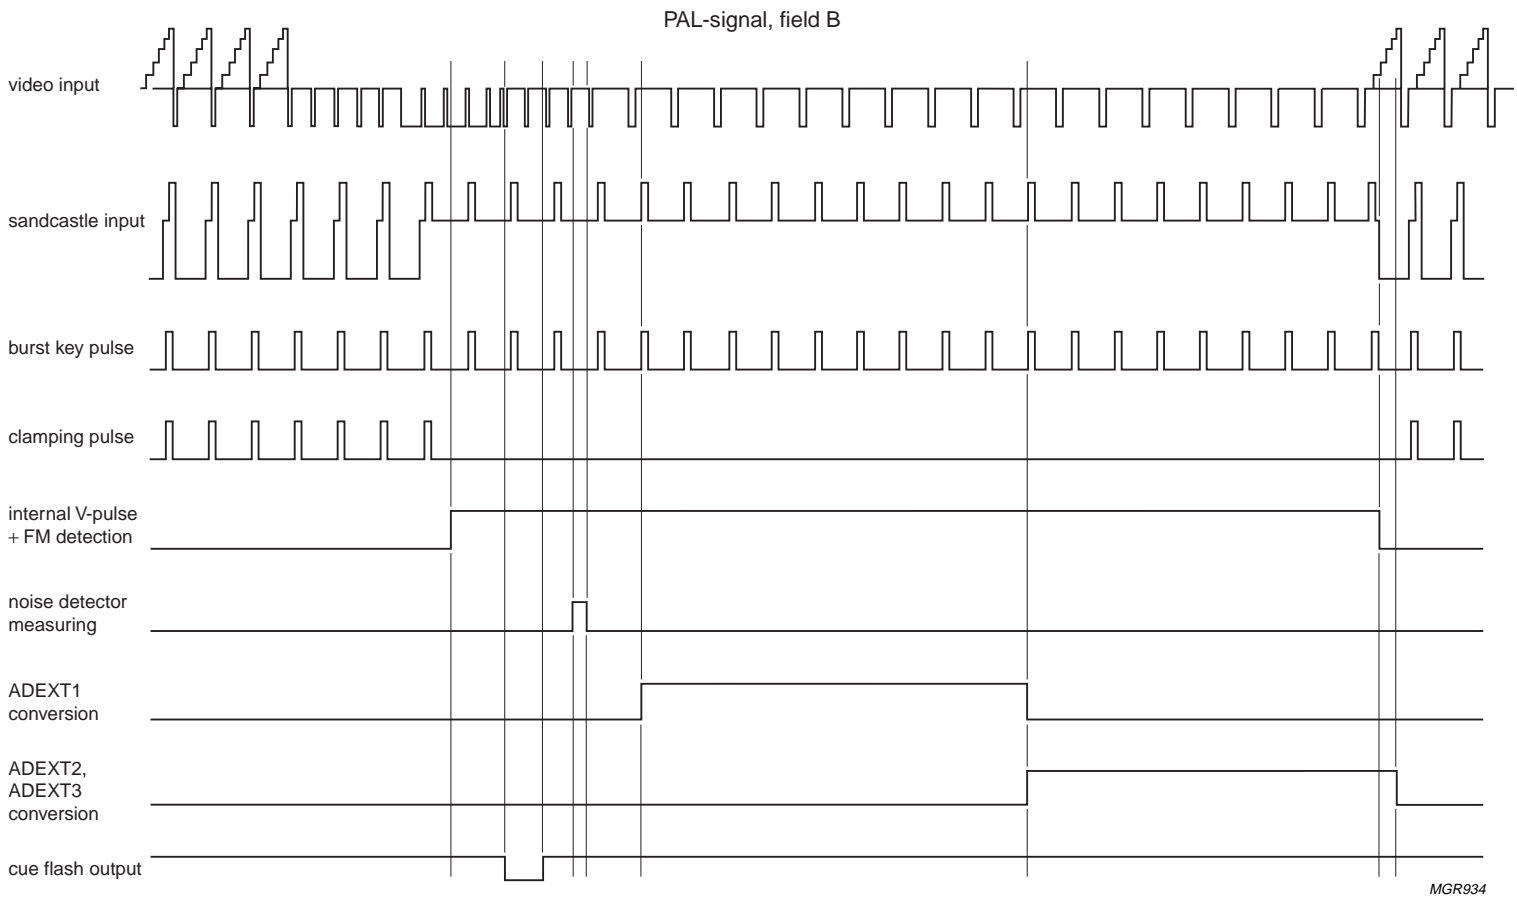 PAL-signal, field B
video input
sandcastle input
burst key pulse
clamping pulse
internal V-pulse
+ FM detection
noise detector
measuring
ADEXT1
conversion
ADEXT2,
ADEXT3
conversion
cue flash output
MGR934